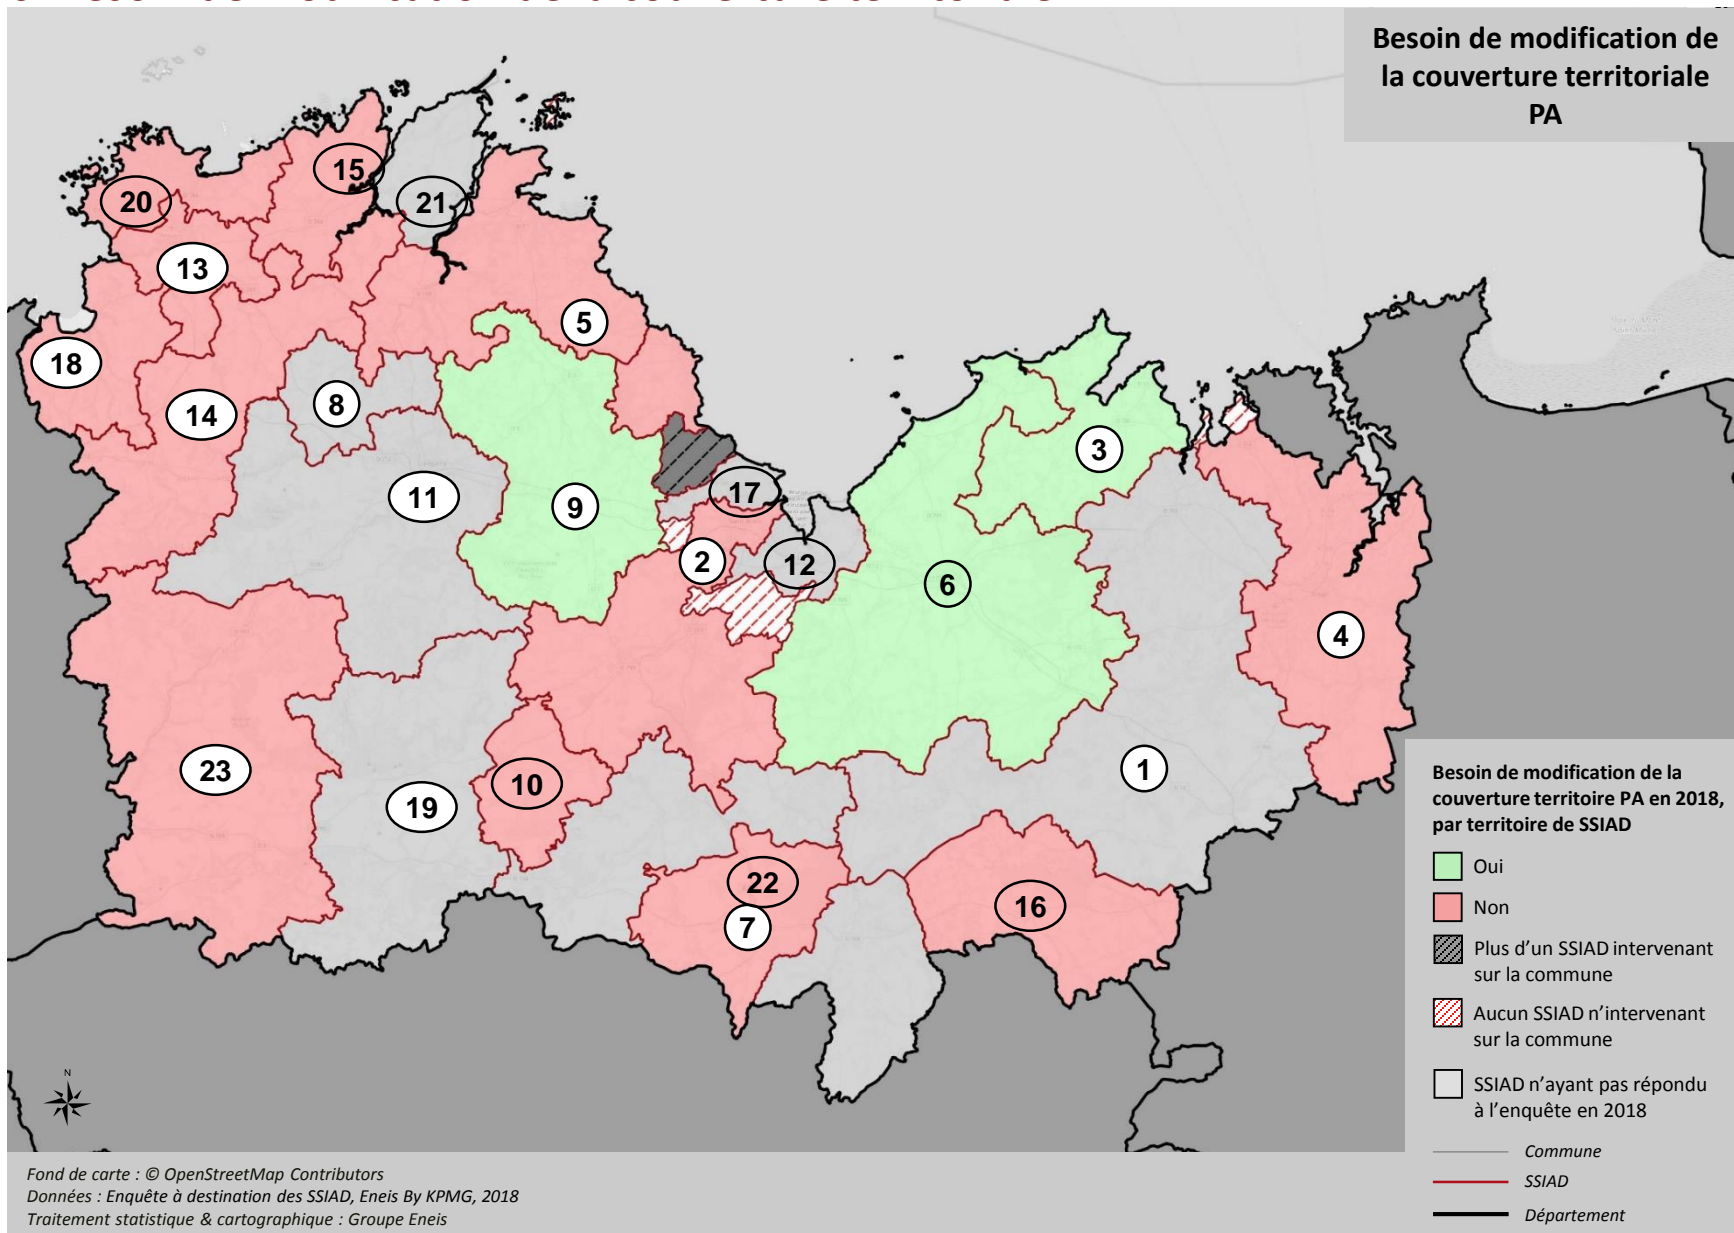 Besoin de modification de
la couverture territoriale
PA
15
20
21
13
5
18
8
14
3
11
17
9
2
12
6
4
1
23
10
19
22
16
7
Besoin de modification de la
couverture territoire PA en 2018,
par territoire de SSIAD
Oui
Non
Plus d’un SSIAD intervenant
sur la commune
Aucun SSIAD n’intervenant
sur la commune
SSIAD n’ayant pas répondu
à l’enquête en 2018
Commune
SSIAD
Département
N
Fond de carte : © OpenStreetMap Contributors
Données : Enquête à destination des SSIAD, Eneis By KPMG, 2018
Traitement statistique & cartographique : Groupe Eneis